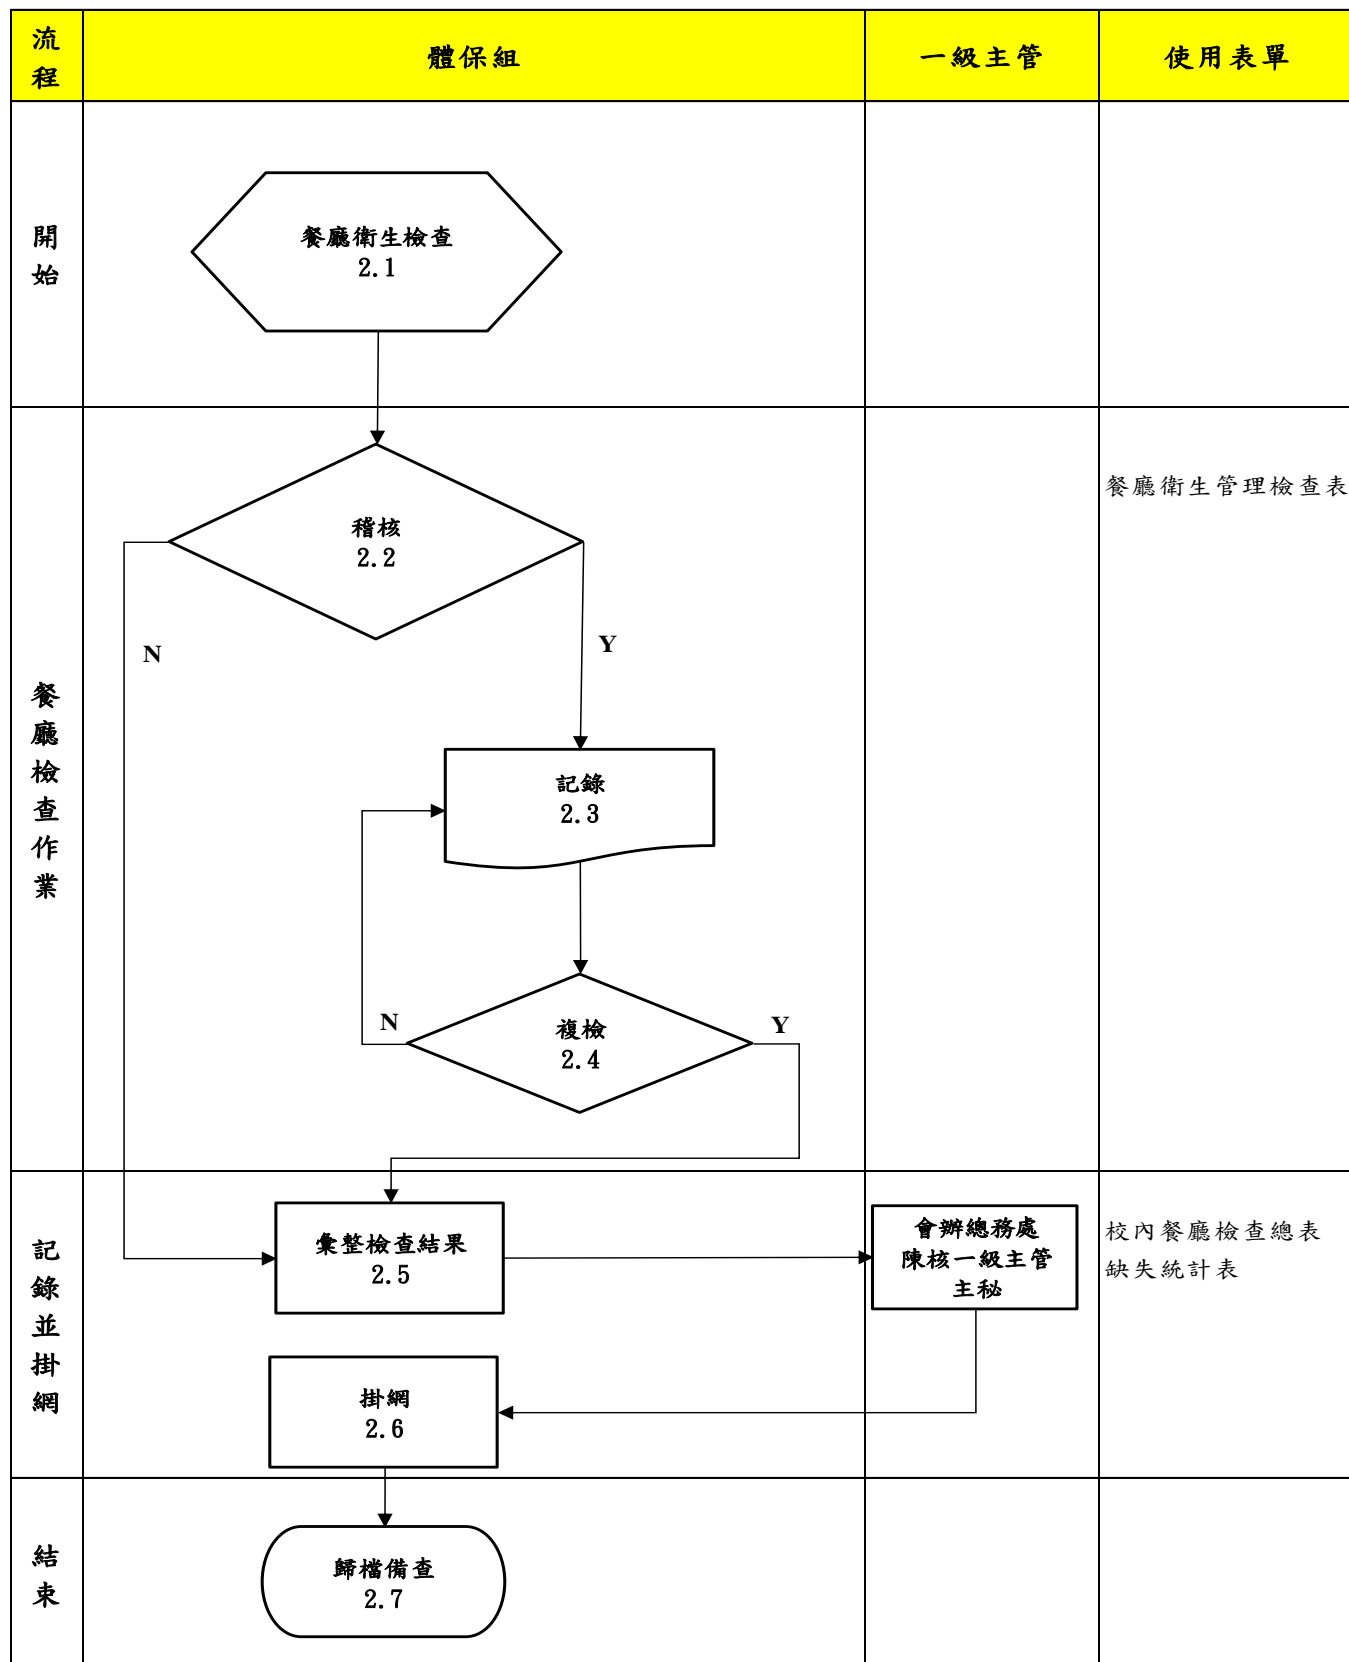 流程
體保組
一級主管
使用表單
開始
餐廳衛生檢查
2.1
餐廳檢查作業
稽核
2.2
餐廳衛生管理檢查表
N
Y
記錄
2.3
N
複檢
2.4
Y
記錄並掛網
彙整檢查結果
2.5
會辦總務處
陳核一級主管
主秘
校內餐廳檢查總表
缺失統計表
掛網
2.6
結束
歸檔備查
2.7